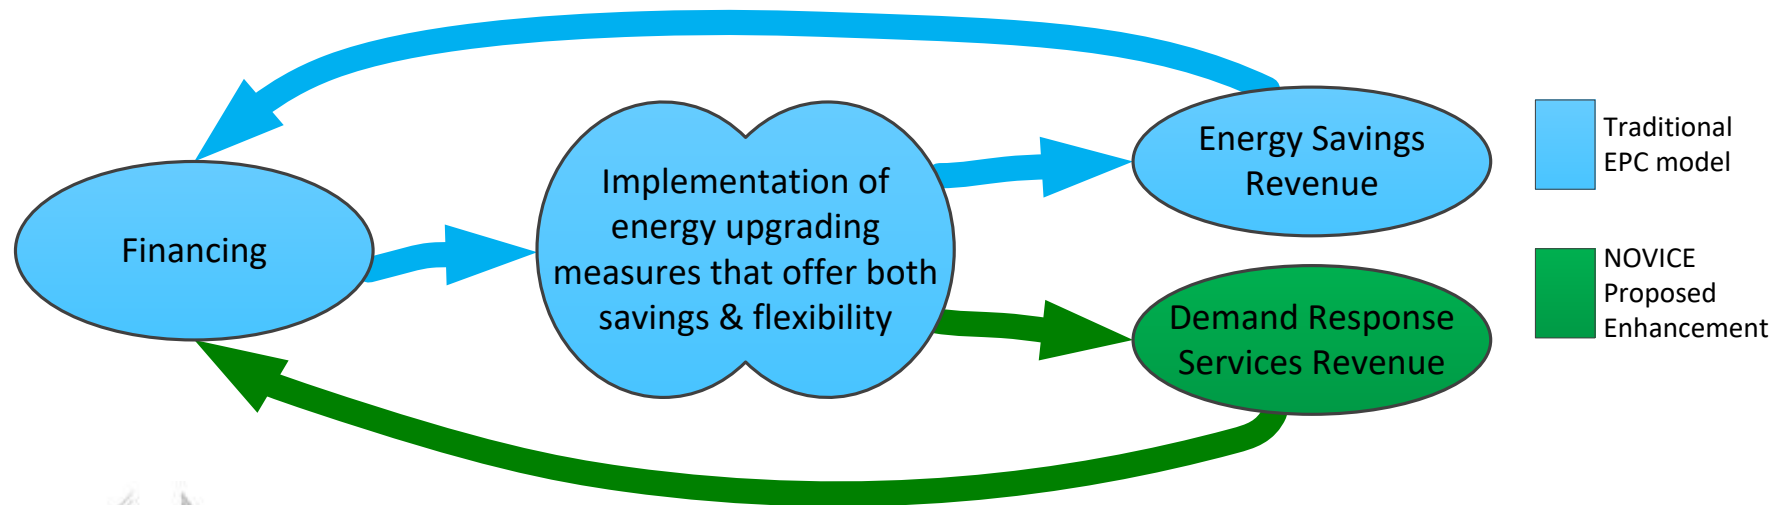 Financing
Implementation of
energy upgrading
measures that offer both
savings & flexibility
Energy Savings
Revenue
Demand Response
Services Revenue
Traditional
EPC model
NOVICE
Proposed
Enhancement